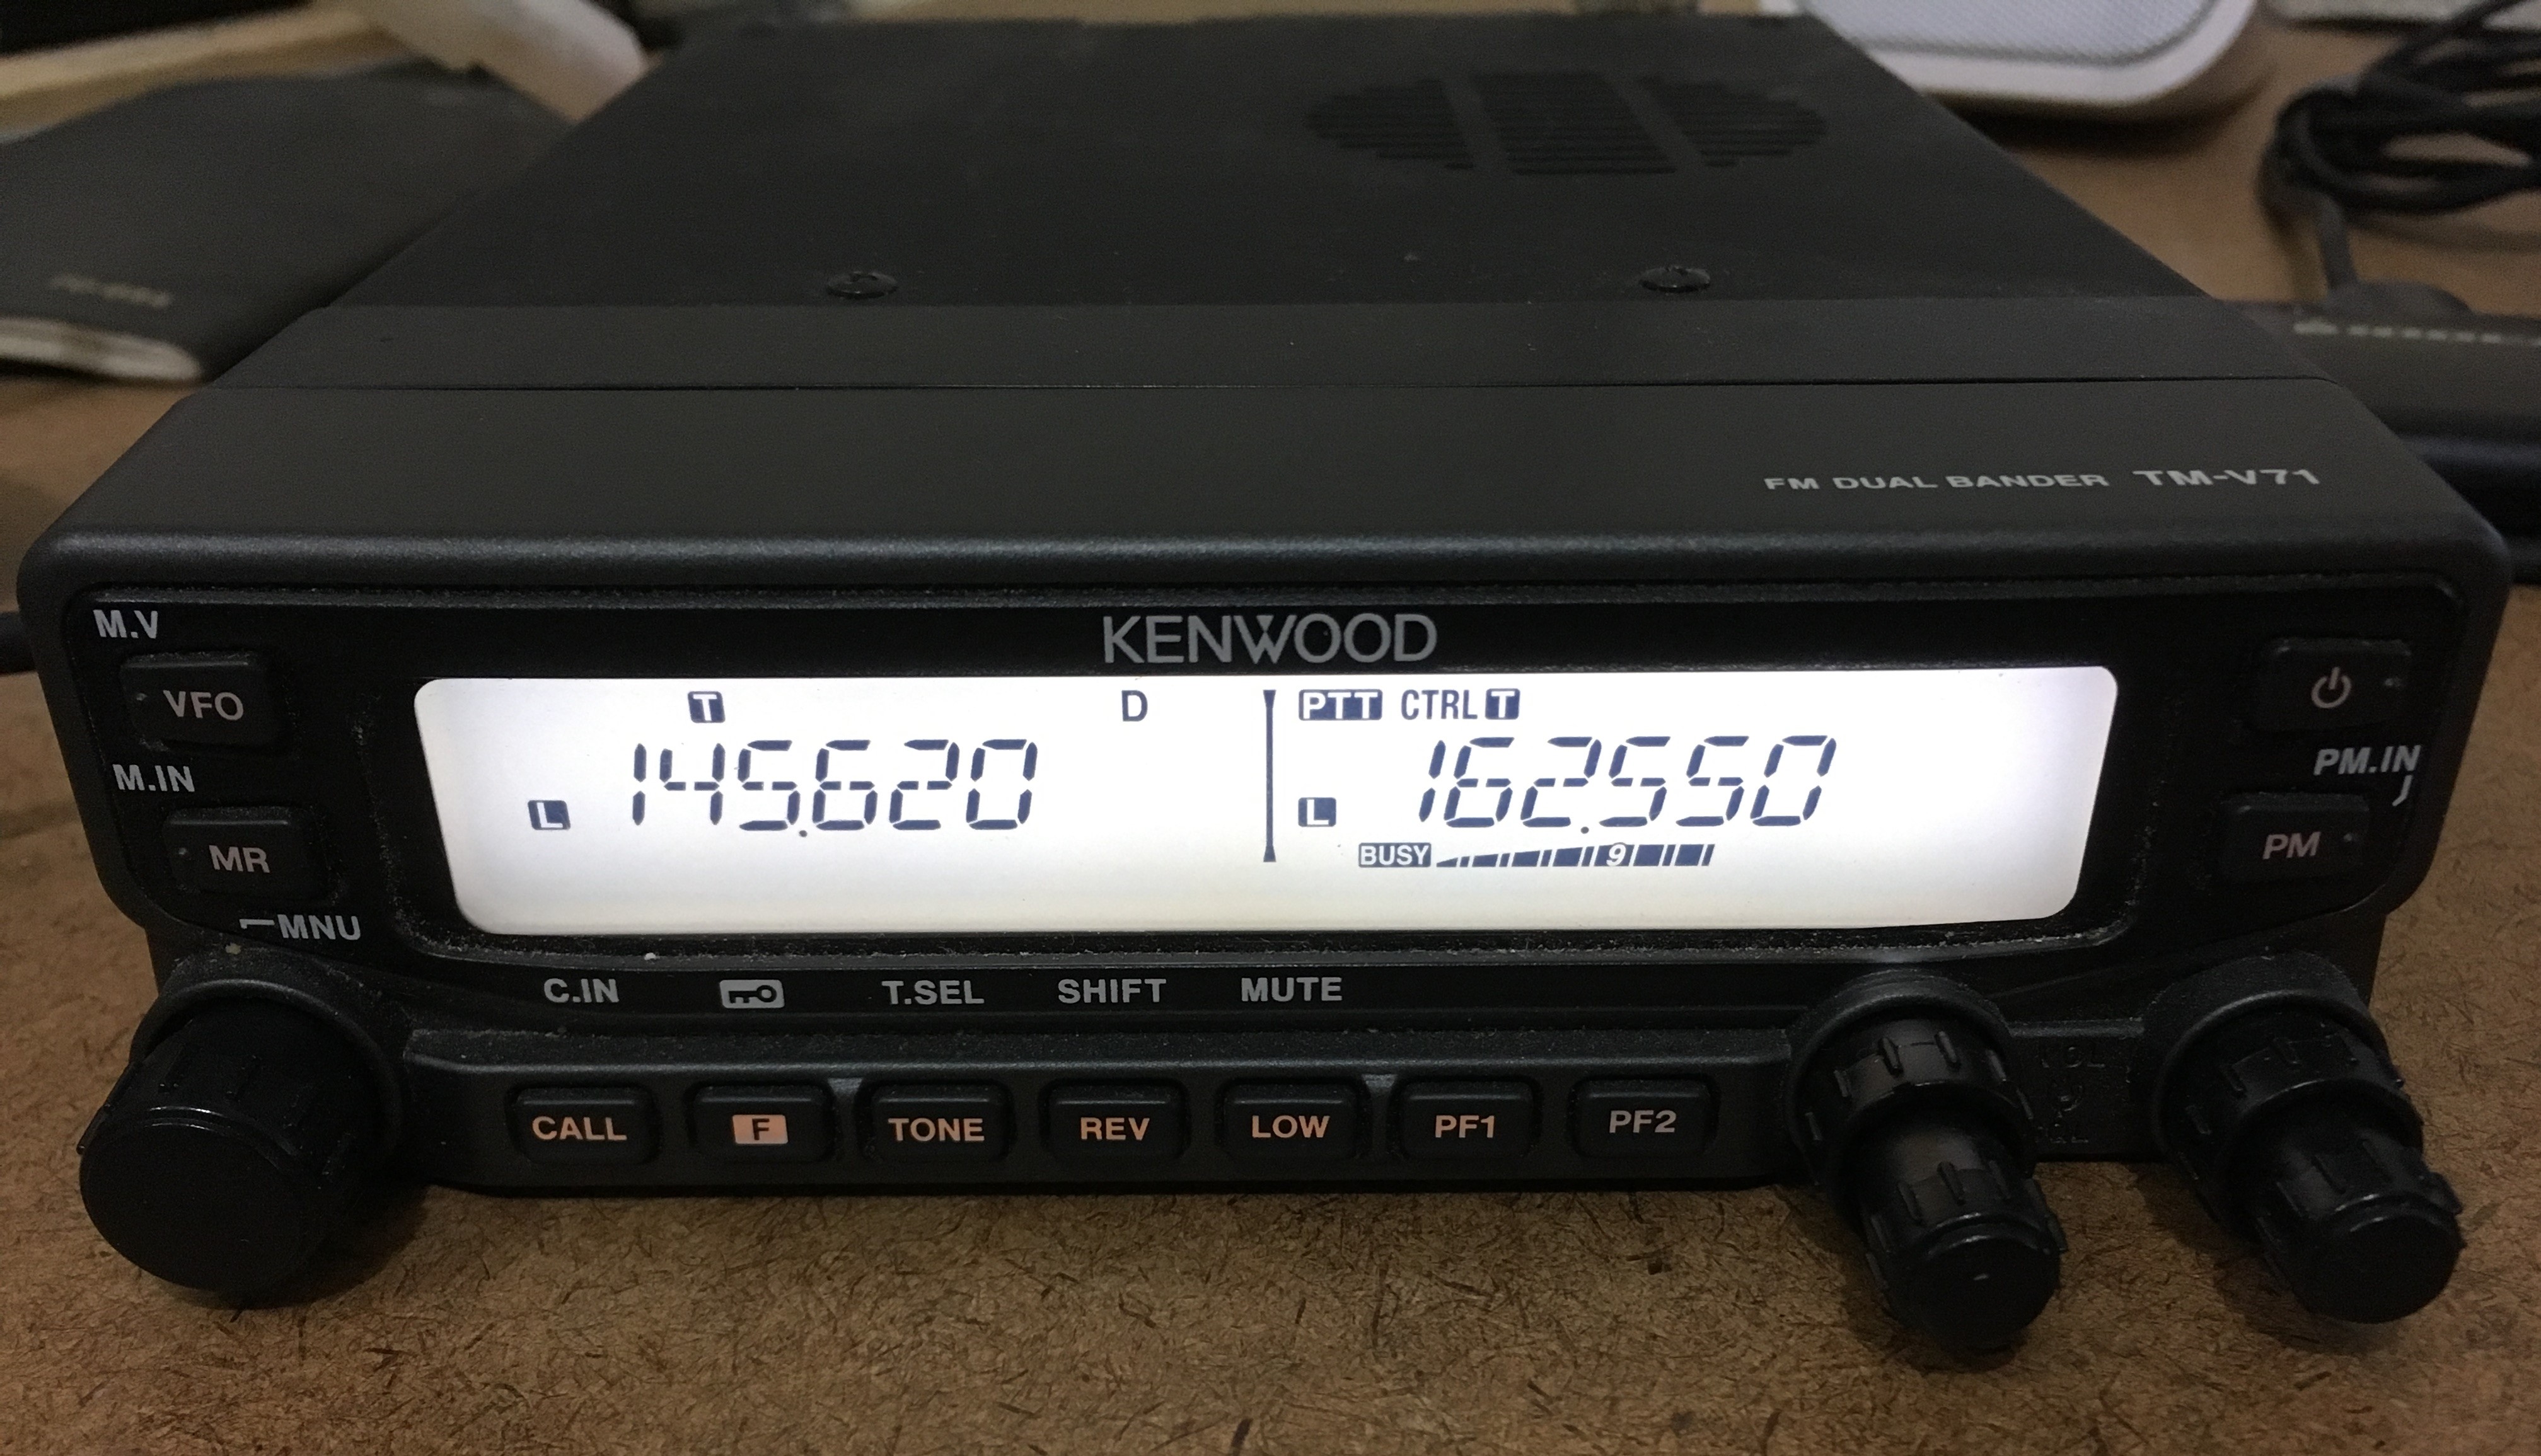 FM DUAL BANDER TM-V71
KENWOOD
M.V
VFO
M.IN
MR
MNU
T D
L 145.620
PTT CTRL T
L 162.550
BUSY 9
PM.IN
PM
C.IN T.SEL SHIFT MUTE
CALL F TONE REV LOW PF1 PF2
VOL